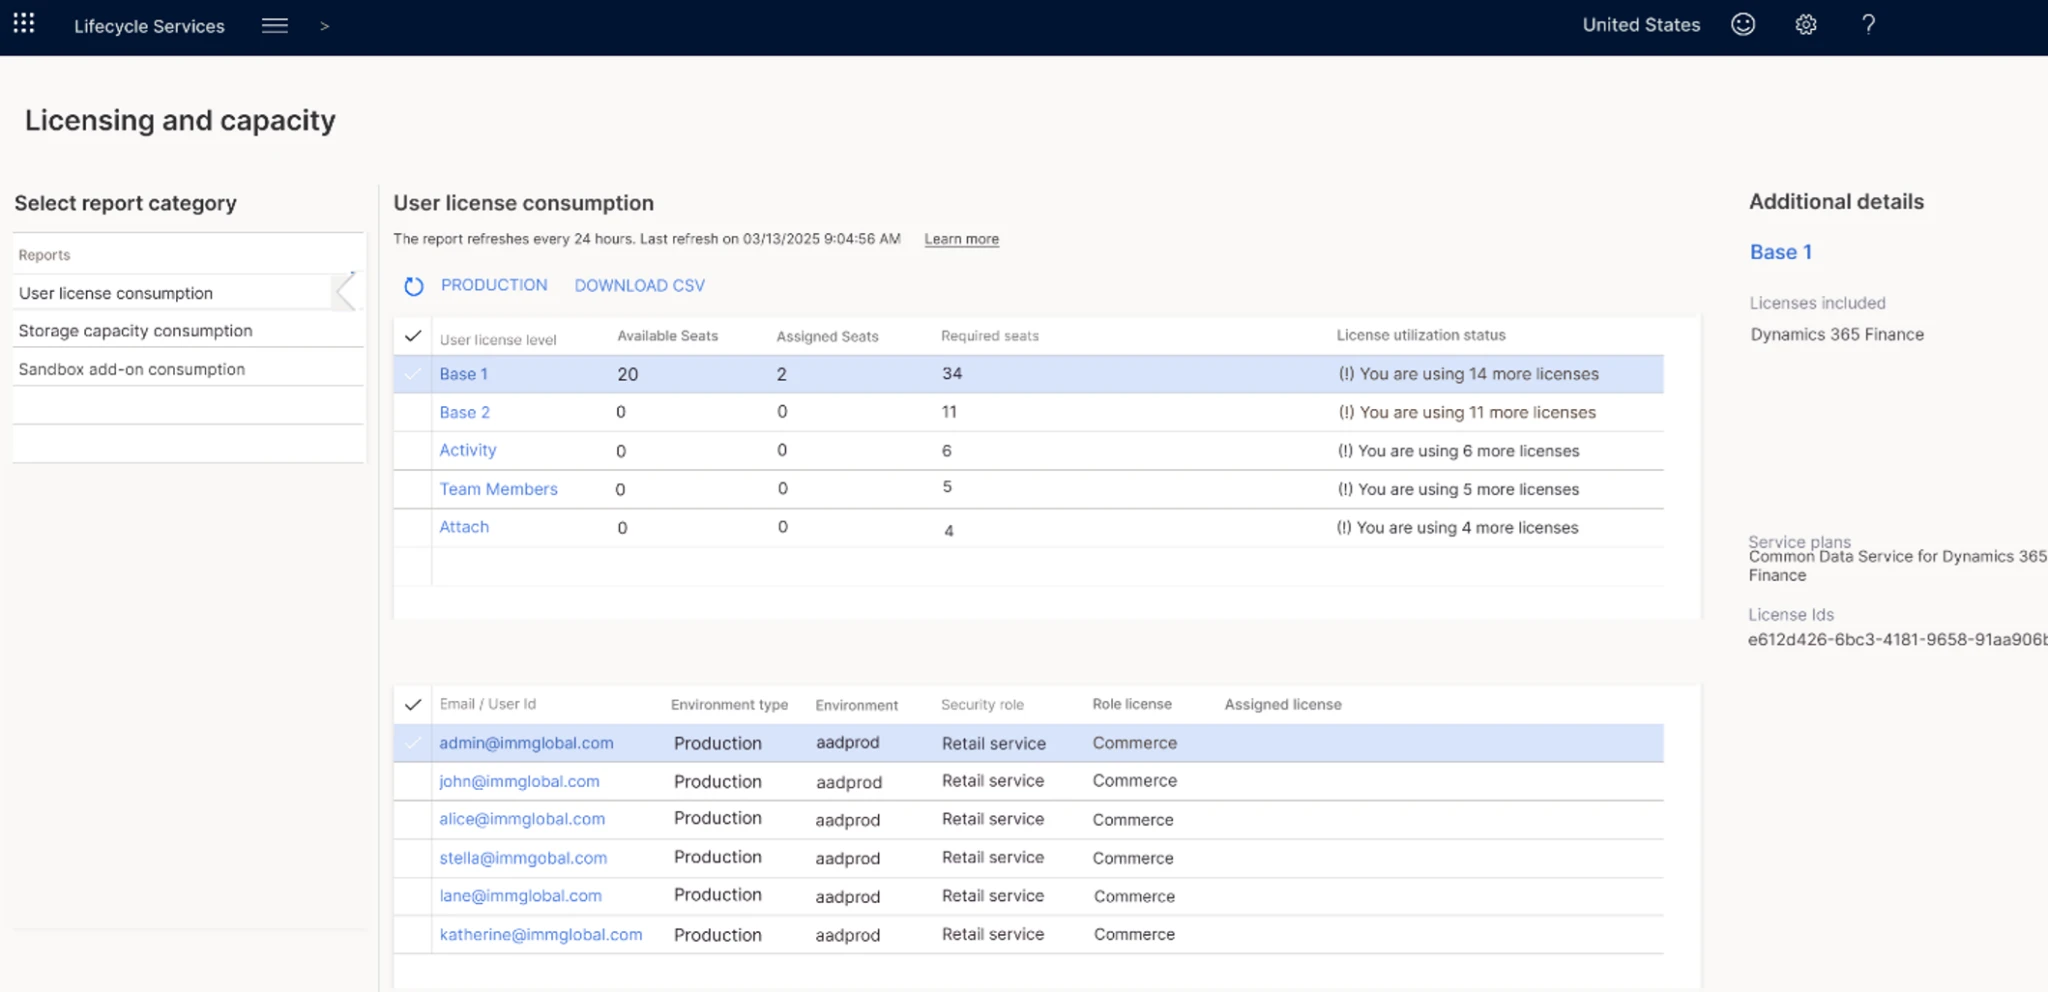 Lifecycle Services > United States ?
Licensing and capacity
Select report category
Reports
User license consumption
Storage capacity consumption
Sandbox add-on consumption
User license consumption
The report refreshes every 24 hours. Last refresh on 03/13/2025 9:04:56 AM Learn more
PRODUCTION DOWNLOAD CSV
User license level Available Seats Assigned Seats Required seats License utilization status
Base 1 20 2 34 (!) You are using 14 more licenses
Base 2 0 0 11 (!) You are using 11 more licenses
Activity 0 0 6 (!) You are using 6 more licenses
Team Members 0 0 5 (!) You are using 5 more licenses
Attach 0 0 4 (!) You are using 4 more licenses
Email / User Id Environment type Environment Security role Role license Assigned license
admin@immglobal.com Production aadprod Retail service Commerce
john@immglobal.com Production aadprod Retail service Commerce
alice@immglobal.com Production aadprod Retail service Commerce
stella@immgobal.com Production aadprod Retail service Commerce
lane@immglobal.com Production aadprod Retail service Commerce
katherine@immglobal.com Production aadprod Retail service Commerce
Additional details
Base 1
Licenses included
Dynamics 365 Finance
Service plans
Common Data Service for Dynamics 365
Finance
License Ids
e612d426-6bc3-4181-9658-91aa906b